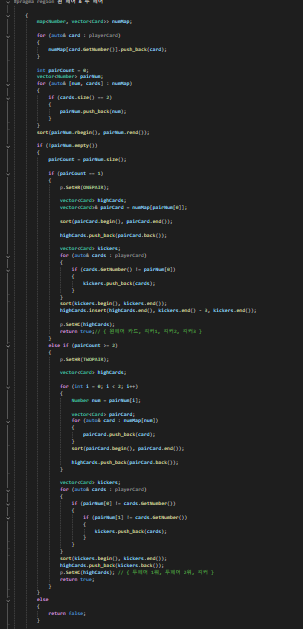 #pragma region 원 페어 & 투 페어
{
map<Number, vector<Card>> numMap;
for (auto& card : playerCard)
{
numMap[card.GetNumber()].push_back(card);
}
int pairCount = 0;
vector<Number> pairNum;
for (auto& [num, cards] : numMap)
{
if (cards.size() == 2)
{
pairNum.push_back(num);
}
}
sort(pairNum.rbegin(), pairNum.rend());
if (!pairNum.empty())
{
pairCount = pairNum.size();
if (pairCount == 1)
{
p.SetHR(ONEPAIR);
vector<Card> highCards;
vector<Card>& pairCard = numMap[pairNum[0]];
sort(pairCard.begin(), pairCard.end());
highCards.push_back(pairCard.back());
vector<Card> kickers;
for (auto& cards : playerCard)
{
if (cards.GetNumber() != pairNum[0])
{
kickers.push_back(cards);
}
}
sort(kickers.begin(), kickers.end());
highCards.insert(highCards.end(), kickers.end() - 3, kickers.end());
p.SetHC(highCards);
return true;// { 원페어 카드, 키커1, 키커2, 키커3 }
}
else if (pairCount >= 2)
{
p.SetHR(TWOPAIR);
vector<Card> highCards;
for (int i = 0; i < 2; i++)
{
Number num = pairNum[i];
vector<Card> pairCard;
for (auto& card : numMap[num])
{
pairCard.push_back(card);
}
sort(pairCard.begin(), pairCard.end());
highCards.push_back(pairCard.back());
}
vector<Card> kickers;
for (auto& cards : playerCard)
{
if (pairNum[0] != cards.GetNumber())
{
if (pairNum[1] != cards.GetNumber())
{
kickers.push_back(cards);
}
}
}
sort(kickers.begin(), kickers.end());
highCards.push_back(kickers.back());
p.SetHC(highCards); // { 투페어 1위, 투페어 2위, 키커 }
return true;
}
}
else
{
return false;
}
}